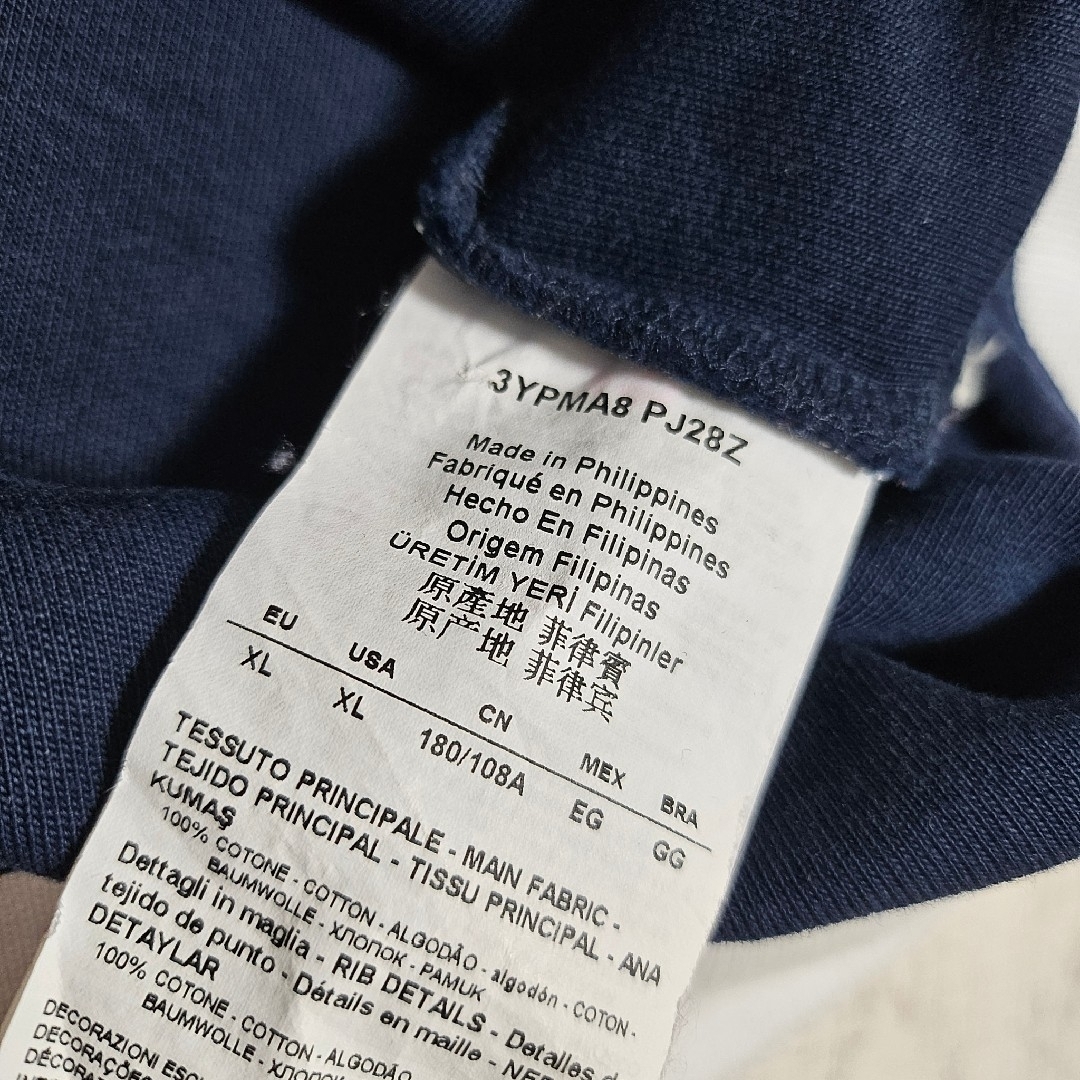 3YPMA8 PJ28Z
Made in Philippines
Fabriqué en Philippines
Hecho En Filipinas
Origem Filipinas
ÜRETİM YERİ Filipinler
原產地 菲律賓
原产地 菲律宾
EU USA CN MEX BRA
XL XL 180/108A EG GG
TESSUTO PRINCIPALE - MAIN FABRIC -
TEJIDO PRINCIPAL - TISSU PRINCIPAL - ANA
KUMAŞ
100% COTONE - COTTON - ALGODÃO - algodón - COTON -
BAUMWOLLE - ХЛОПОК - PAMUK
Dettagli in maglia - RIB DETAILS - Detalles d
tejido de punto - Détails en maille -
DETAYLAR
100% COTONE - COTTON - ALGODÃO
BAUMWOLLE - ХЛОПО
DECORAZIONI
DECORAÇÕES